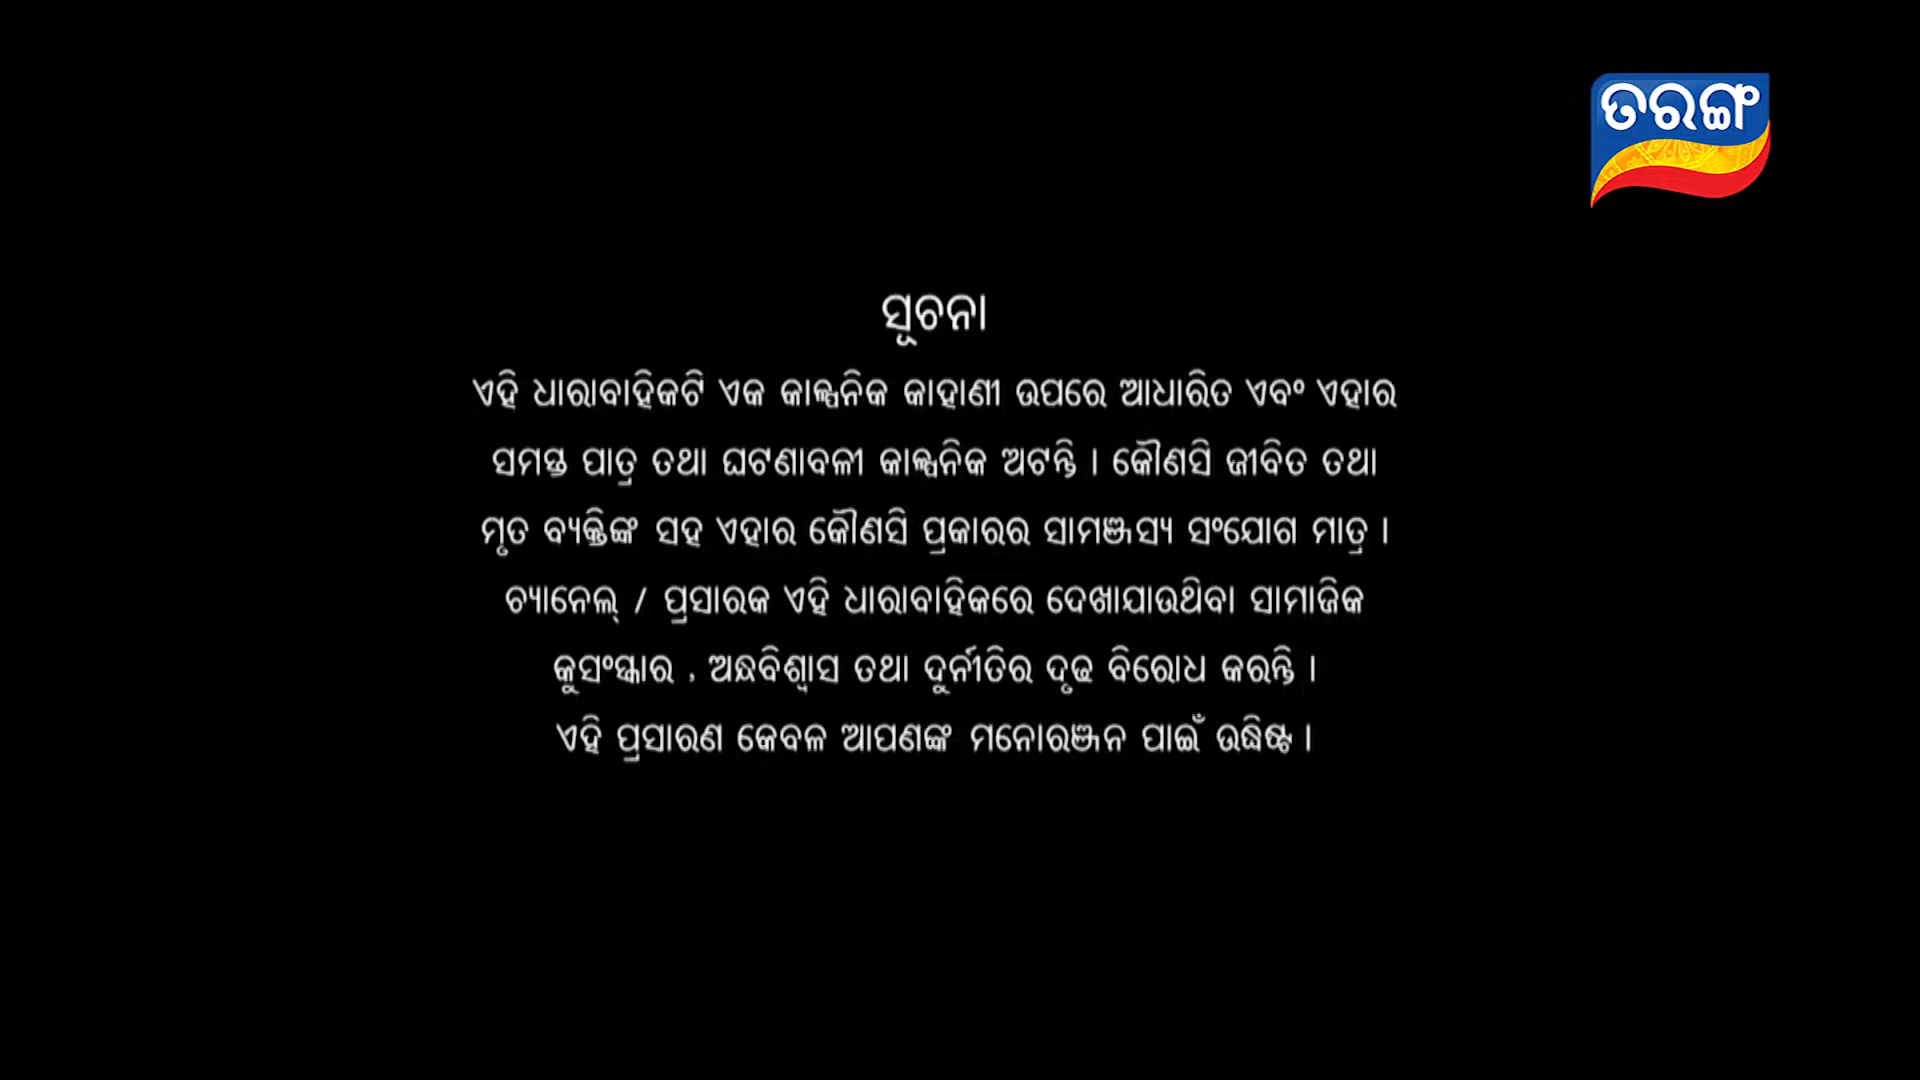 ତରଙ୍ଗ
ସୂଚନା
ଏହି ଧାରାବାହିକଟି ଏକ କାଳ୍ପନିକ କାହାଣୀ ଉପରେ ଆଧାରିତ ଏବଂ ଏହାର
ସମସ୍ତ ପାତ୍ର ତଥା ଘଟଣାବଳୀ କାଳ୍ପନିକ ଅଟନ୍ତି । କୌଣସି ଜୀବିତ ତଥା
ମୃତ ବ୍ୟକ୍ତିଙ୍କ ସହ ଏହାର କୌଣସି ପ୍ରକାରର ସାମଞ୍ଜସ୍ୟ ସଂଯୋଗ ମାତ୍ର ।
ଚ୍ୟାନେଲ୍ / ପ୍ରସାରକ ଏହି ଧାରାବାହିକରେ ଦେଖାଯାଉଥିବା ସାମାଜିକ
କୁସଂସ୍କାର , ଅନ୍ଧବିଶ୍ୱାସ ତଥା ଦୁର୍ନୀତିର ଦୃଢ ବିରୋଧ କରନ୍ତି ।
ଏହି ପ୍ରସାରଣ କେବଳ ଆପଣଙ୍କ ମନୋରଞ୍ଜନ ପାଇଁ ଉଦ୍ଧିଷ୍ଟ ।